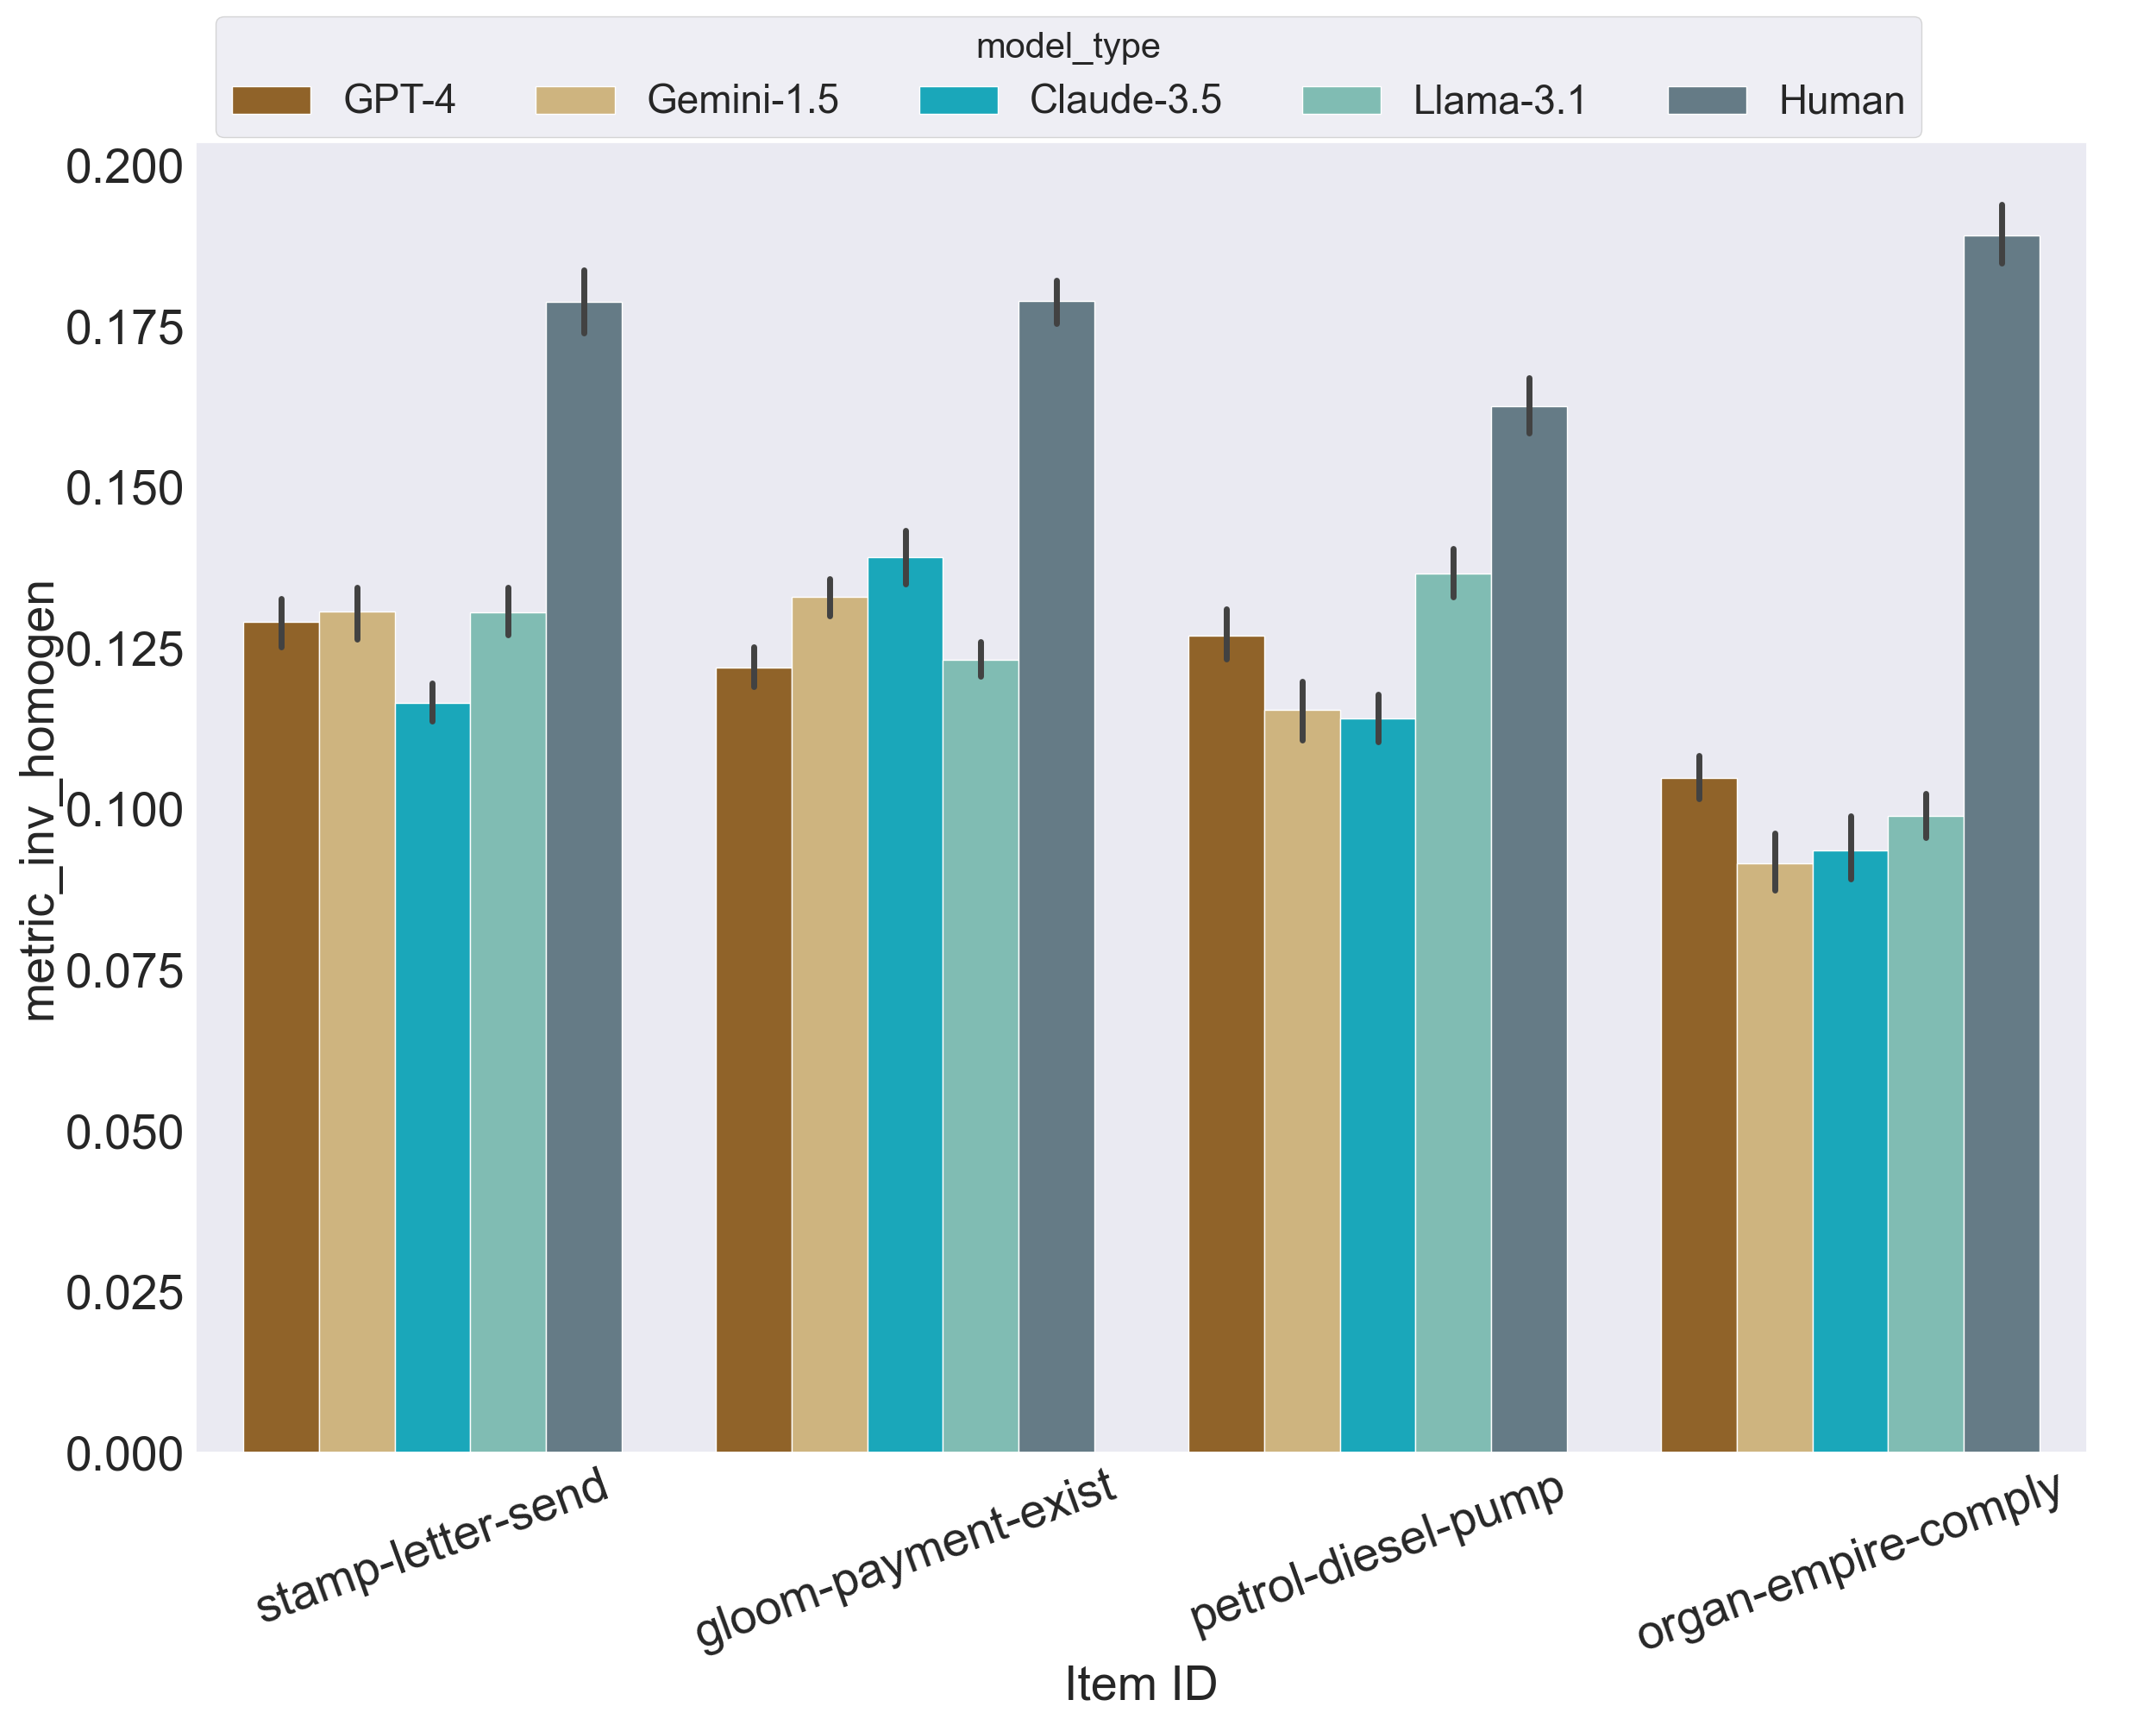 model_type
GPT-4 Gemini-1.5 Claude-3.5 Llama-3.1 Human
metric_inv_homogen
0.200
0.175
0.150
0.125
0.100
0.075
0.050
0.025
0.000
stamp-letter-send
gloom-payment-exist
petrol-diesel-pump
organ-empire-comply
Item ID